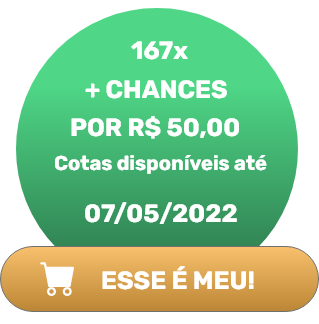 167x
+ CHANCES
POR R$ 50,00
Cotas disponíveis até
07/05/2022
ESSE É MEU!